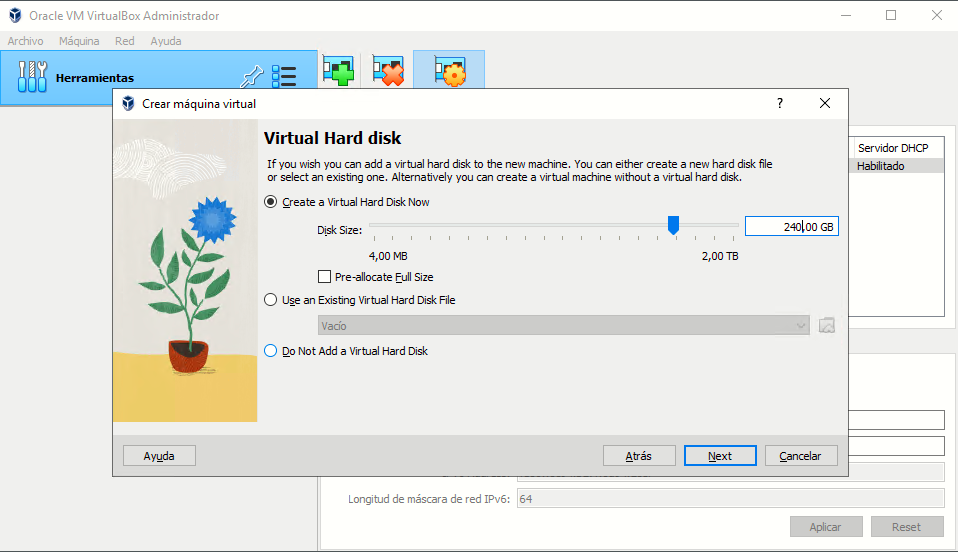 Oracle VM VirtualBox Administrador
Archivo Máquina Red Ayuda
Herramientas
Crear máquina virtual
?
Servidor DHCP
Habilitado
Virtual Hard disk
If you wish you can add a virtual hard disk to the new machine. You can either create a new hard disk file
or select an existing one. Alternatively you can create a virtual machine without a virtual hard disk.
Create a Virtual Hard Disk Now
Disk Size:
240,00 GB
4,00 MB 2,00 TB
Pre-allocate Full Size
Use an Existing Virtual Hard Disk File
Vacío
Do Not Add a Virtual Hard Disk
Ayuda Atrás Next Cancelar
Longitud de máscara de red IPv6: 64
Aplicar Reset